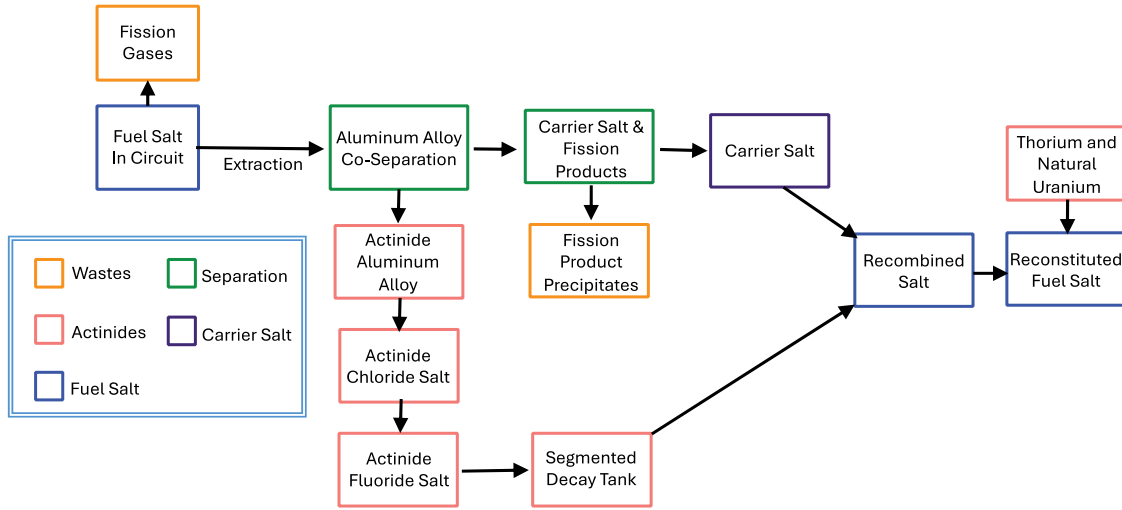 Fission
Gases
Fuel Salt
In Circuit
Extraction
Aluminum Alloy
Co-Separation
Carrier Salt &
Fission
Products
Carrier Salt
Thorium and
Natural
Uranium
Actinide
Aluminum
Alloy
Fission
Product
Precipitates
Recombined
Salt
Reconstituted
Fuel Salt
Wastes
Separation
Actinides
Carrier Salt
Fuel Salt
Actinide
Chloride Salt
Actinide
Fluoride Salt
Segmented
Decay Tank